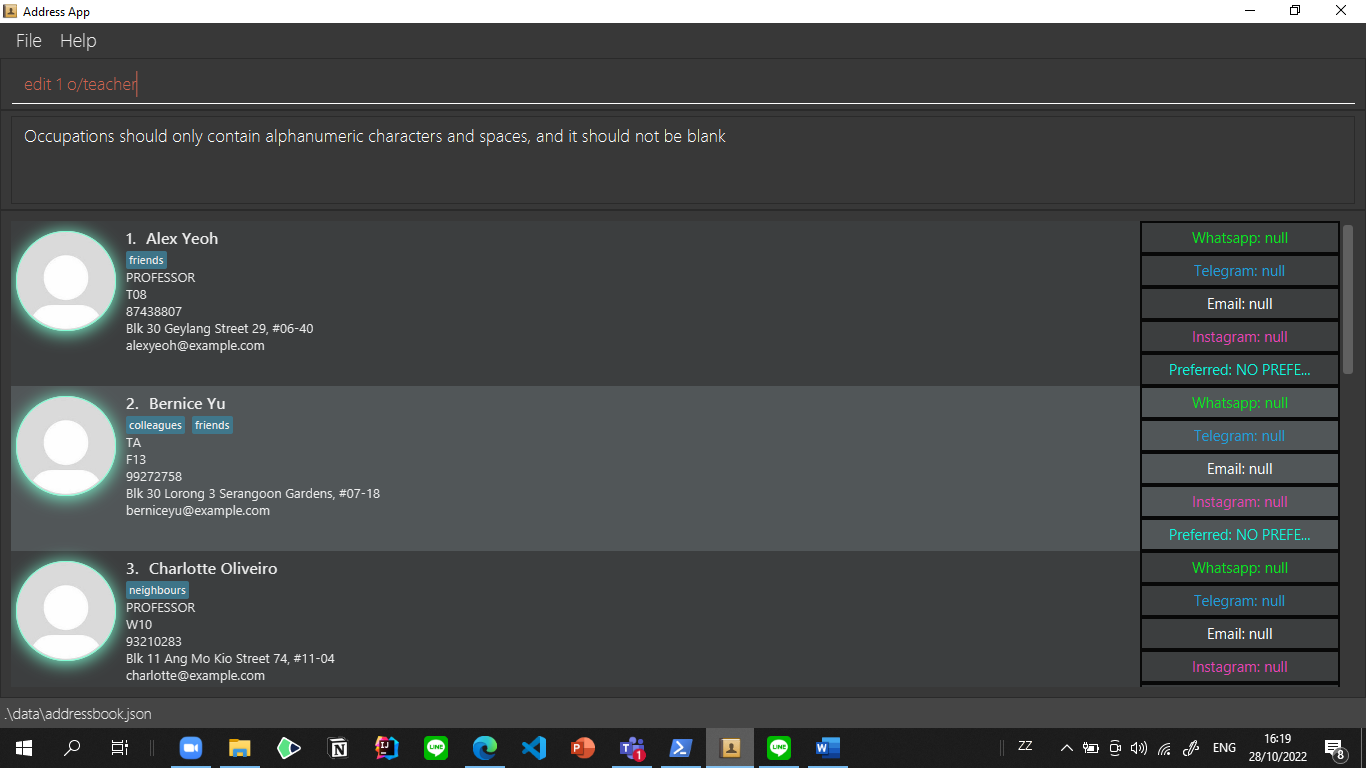 Address App
File Help
edit 1 o/teacher
Occupations should only contain alphanumeric characters and spaces, and it should not be blank
1. Alex Yeoh
friends
PROFESSOR
T08
87438807
Blk 30 Geylang Street 29, #06-40
alexyeoh@example.com
Whatsapp: null
Telegram: null
Email: null
Instagram: null
Preferred: NO PREFE...
2. Bernice Yu
colleagues friends
TA
F13
99272758
Blk 30 Lorong 3 Serangoon Gardens, #07-18
berniceyu@example.com
Whatsapp: null
Telegram: null
Email: null
Instagram: null
Preferred: NO PREFE...
3. Charlotte Oliveiro
neighbours
PROFESSOR
W10
93210283
Blk 11 Ang Mo Kio Street 74, #11-04
charlotte@example.com
Whatsapp: null
Telegram: null
Email: null
Instagram: null
.\data\addressbook.json
ZZ
ENG
16:19
28/10/2022
8